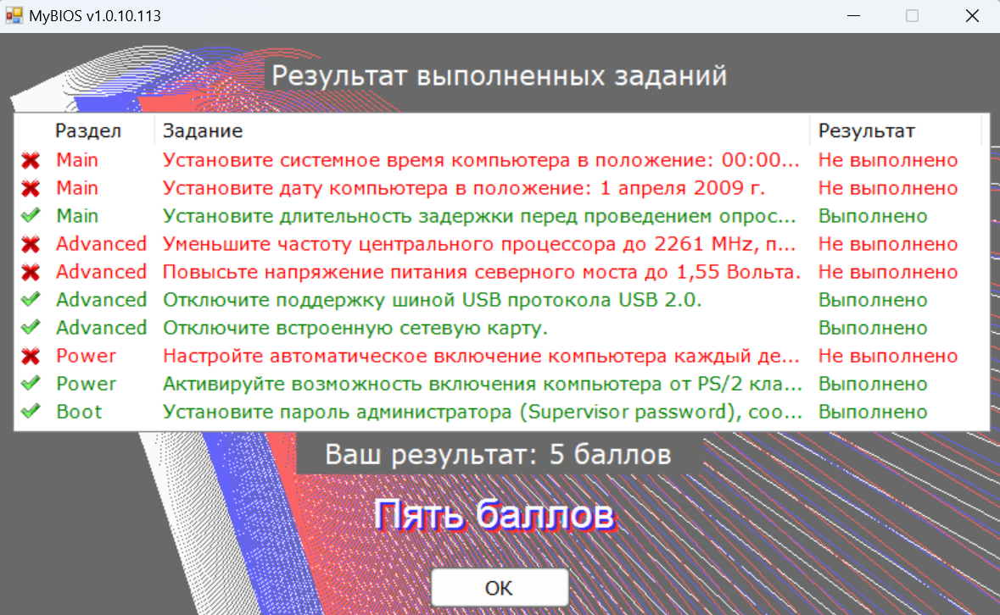 MyBIOS v1.0.10.113
Результат выполненных заданий
Раздел Задание Результат
Main Установите системное время компьютера в положение: 00:00... Не выполнено
Main Установите дату компьютера в положение: 1 апреля 2009 г. Не выполнено
Main Установите длительность задержки перед проведением опрос... Выполнено
Advanced Уменьшите частоту центрального процессора до 2261 MHz, п... Не выполнено
Advanced Повысьте напряжение питания северного моста до 1,55 Вольта. Не выполнено
Advanced Отключите поддержку шиной USB протокола USB 2.0. Выполнено
Advanced Отключите встроенную сетевую карту. Выполнено
Power Настройте автоматическое включение компьютера каждый де... Не выполнено
Power Активируйте возможность включения компьютера от PS/2 кла... Выполнено
Boot Установите пароль администратора (Supervisor password), соо... Выполнено
Ваш результат: 5 баллов
Пять баллов
OK